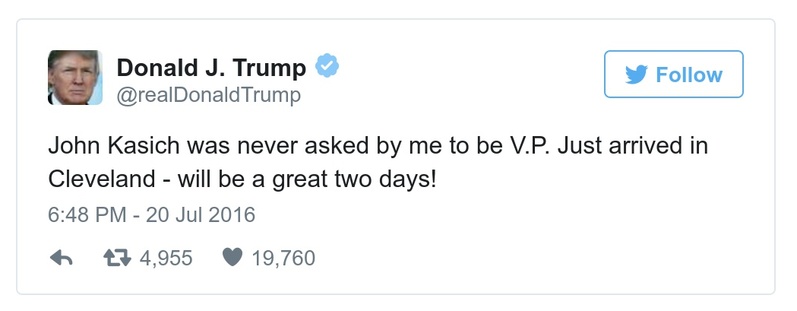 Donald J. Trump
@realDonaldTrump
Follow
John Kasich was never asked by me to be V.P. Just arrived in
Cleveland - will be a great two days!
6:48 PM - 20 Jul 2016
4,955 19,760